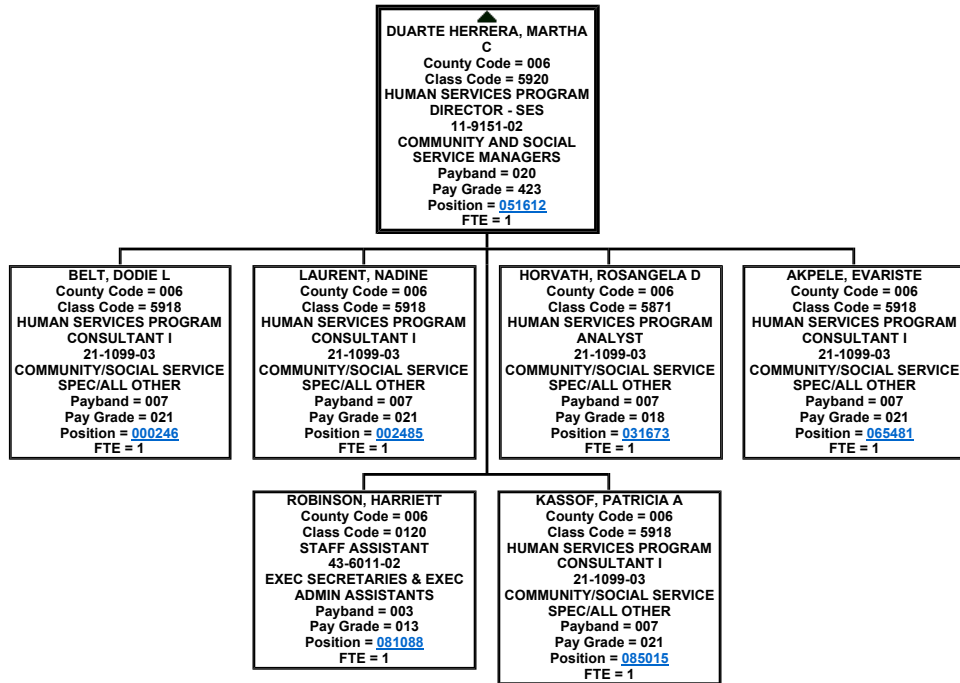 DUARTE HERRERA, MARTHA
C
County Code = 006
Class Code = 5920
HUMAN SERVICES PROGRAM
DIRECTOR - SES
11-9151-02
COMMUNITY AND SOCIAL
SERVICE MANAGERS
Payband = 020
Pay Grade = 423
Position = 051612
FTE = 1
BELT, DODIE L
County Code = 006
Class Code = 5918
HUMAN SERVICES PROGRAM
CONSULTANT I
21-1099-03
COMMUNITY/SOCIAL SERVICE
SPEC/ALL OTHER
Payband = 007
Pay Grade = 021
Position = 000246
FTE = 1
LAURENT, NADINE
County Code = 006
Class Code = 5918
HUMAN SERVICES PROGRAM
CONSULTANT I
21-1099-03
COMMUNITY/SOCIAL SERVICE
SPEC/ALL OTHER
Payband = 007
Pay Grade = 021
Position = 002485
FTE = 1
HORVATH, ROSANGELA D
County Code = 006
Class Code = 5871
HUMAN SERVICES PROGRAM
ANALYST
21-1099-03
COMMUNITY/SOCIAL SERVICE
SPEC/ALL OTHER
Payband = 007
Pay Grade = 018
Position = 031673
FTE = 1
AKPELE, EVARISTE
County Code = 006
Class Code = 5918
HUMAN SERVICES PROGRAM
CONSULTANT I
21-1099-03
COMMUNITY/SOCIAL SERVICE
SPEC/ALL OTHER
Payband = 007
Pay Grade = 021
Position = 065481
FTE = 1
ROBINSON, HARRIETT
County Code = 006
Class Code = 0120
STAFF ASSISTANT
43-6011-02
EXEC SECRETARIES & EXEC
ADMIN ASSISTANTS
Payband = 003
Pay Grade = 013
Position = 081088
FTE = 1
KASSOF, PATRICIA A
County Code = 006
Class Code = 5918
HUMAN SERVICES PROGRAM
CONSULTANT I
21-1099-03
COMMUNITY/SOCIAL SERVICE
SPEC/ALL OTHER
Payband = 007
Pay Grade = 021
Position = 085015
FTE = 1